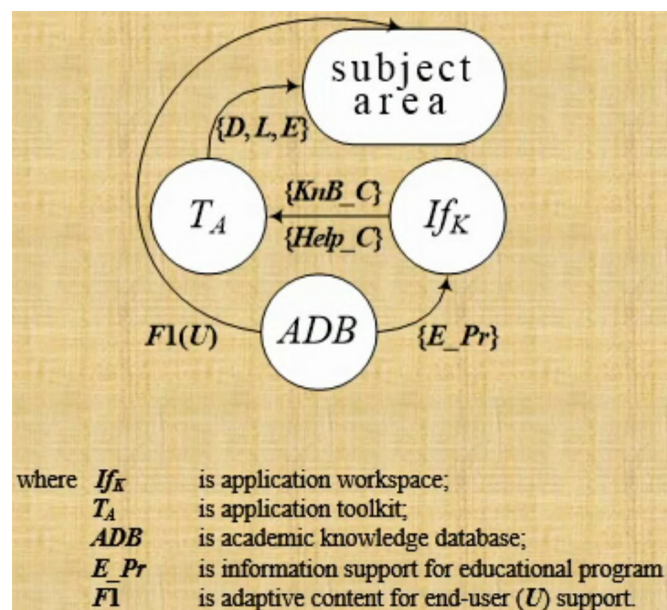 subject
area
{D, L, E}
{KnB_C}
T_A
If_K
{Help_C}
F1(U)
ADB
{E_Pr}
where If_K is application workspace;
T_A is application toolkit;
ADB is academic knowledge database;
E_Pr is information support for educational program
F1 is adaptive content for end-user (U) support.